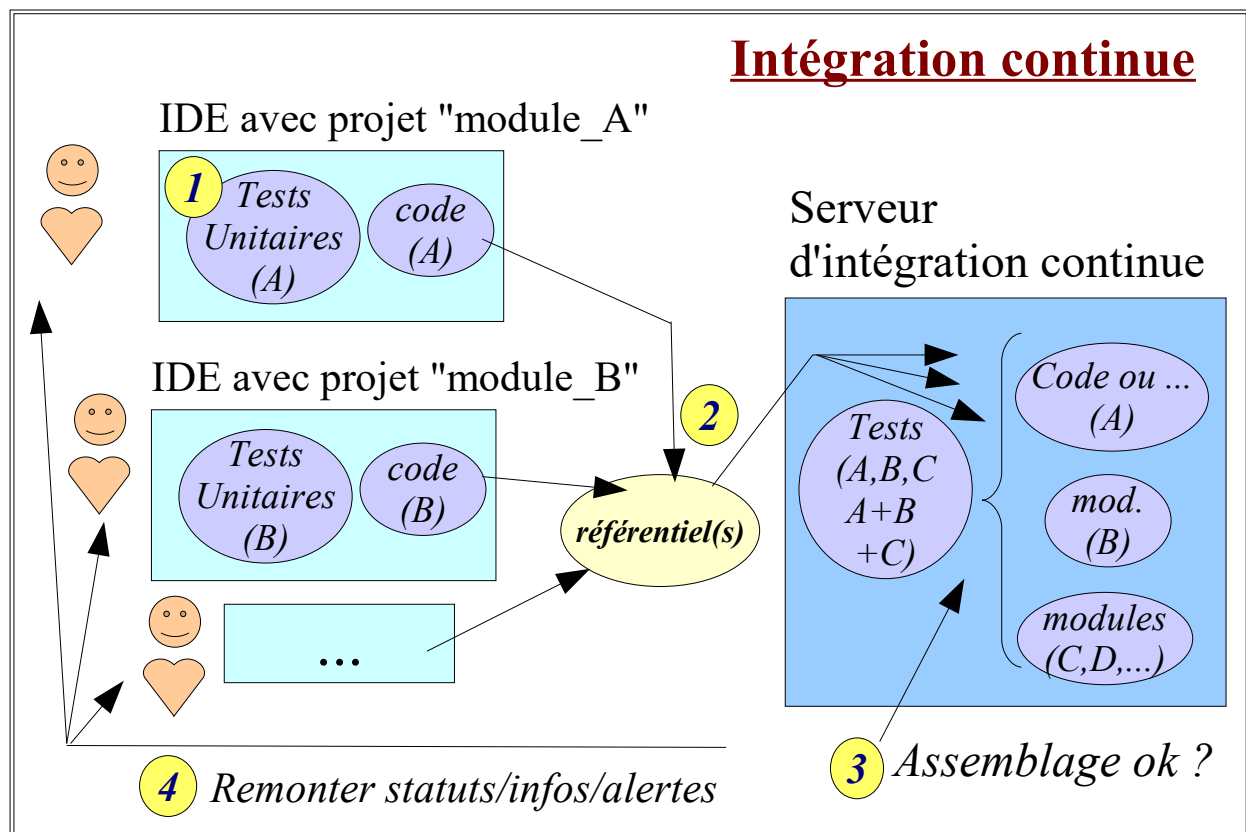 Intégration continue
IDE avec projet "module_A"
1
Tests
Unitaires
(A)
code
(A)
IDE avec projet "module_B"
Tests
Unitaires
(B)
code
(B)
...
2
référentiel(s)
Serveur
d'intégration continue
Tests
(A,B,C
A+B
+C)
Code ou ...
(A)
mod.
(B)
modules
(C,D,...)
3
Assemblage ok ?
4
Remonter statuts/infos/alertes